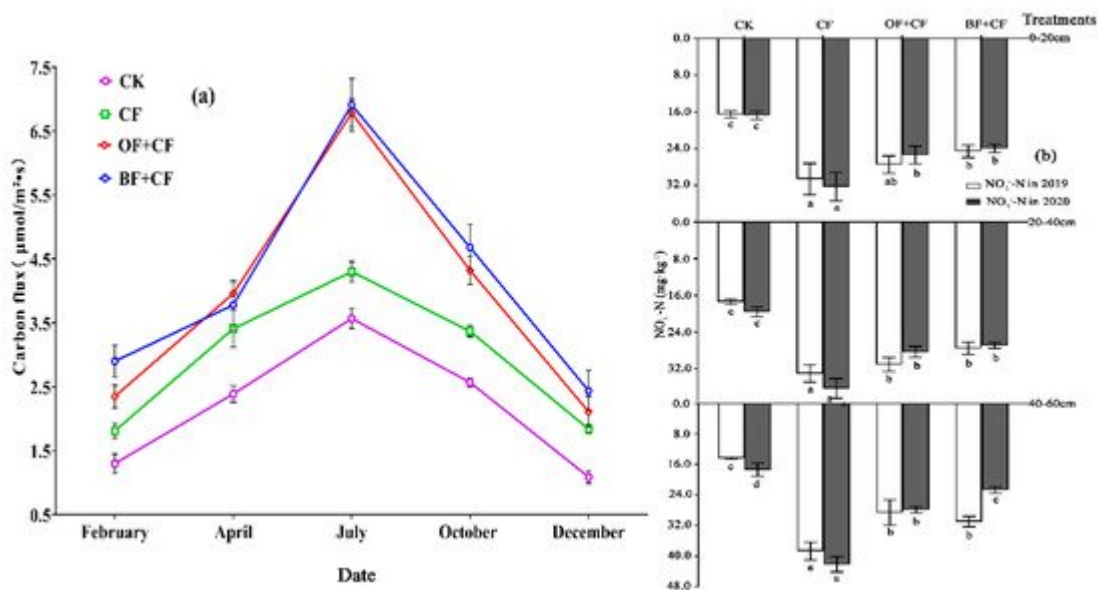 7.5
6.5
5.5
4.5
3.5
2.5
1.5
0.5
Carbon flux ( μmol/m²•s)
CK
CF
OF+CF
BF+CF
(a)
February April July October December
Date
CK CF OF+CF BF+CF Treatments
0-20cm
0.0
8.0
16.0
24.0
32.0
c c a a ab b b b
(b)
NO₃⁻-N in 2019
NO₃⁻-N in 2020
20-40cm
0.0
8.0
16.0
24.0
32.0
c c a b b b b
NO₃⁻-N (mg·kg⁻¹)
40-60cm
0.0
8.0
16.0
24.0
32.0
40.0
48.0
c d a a b b b c